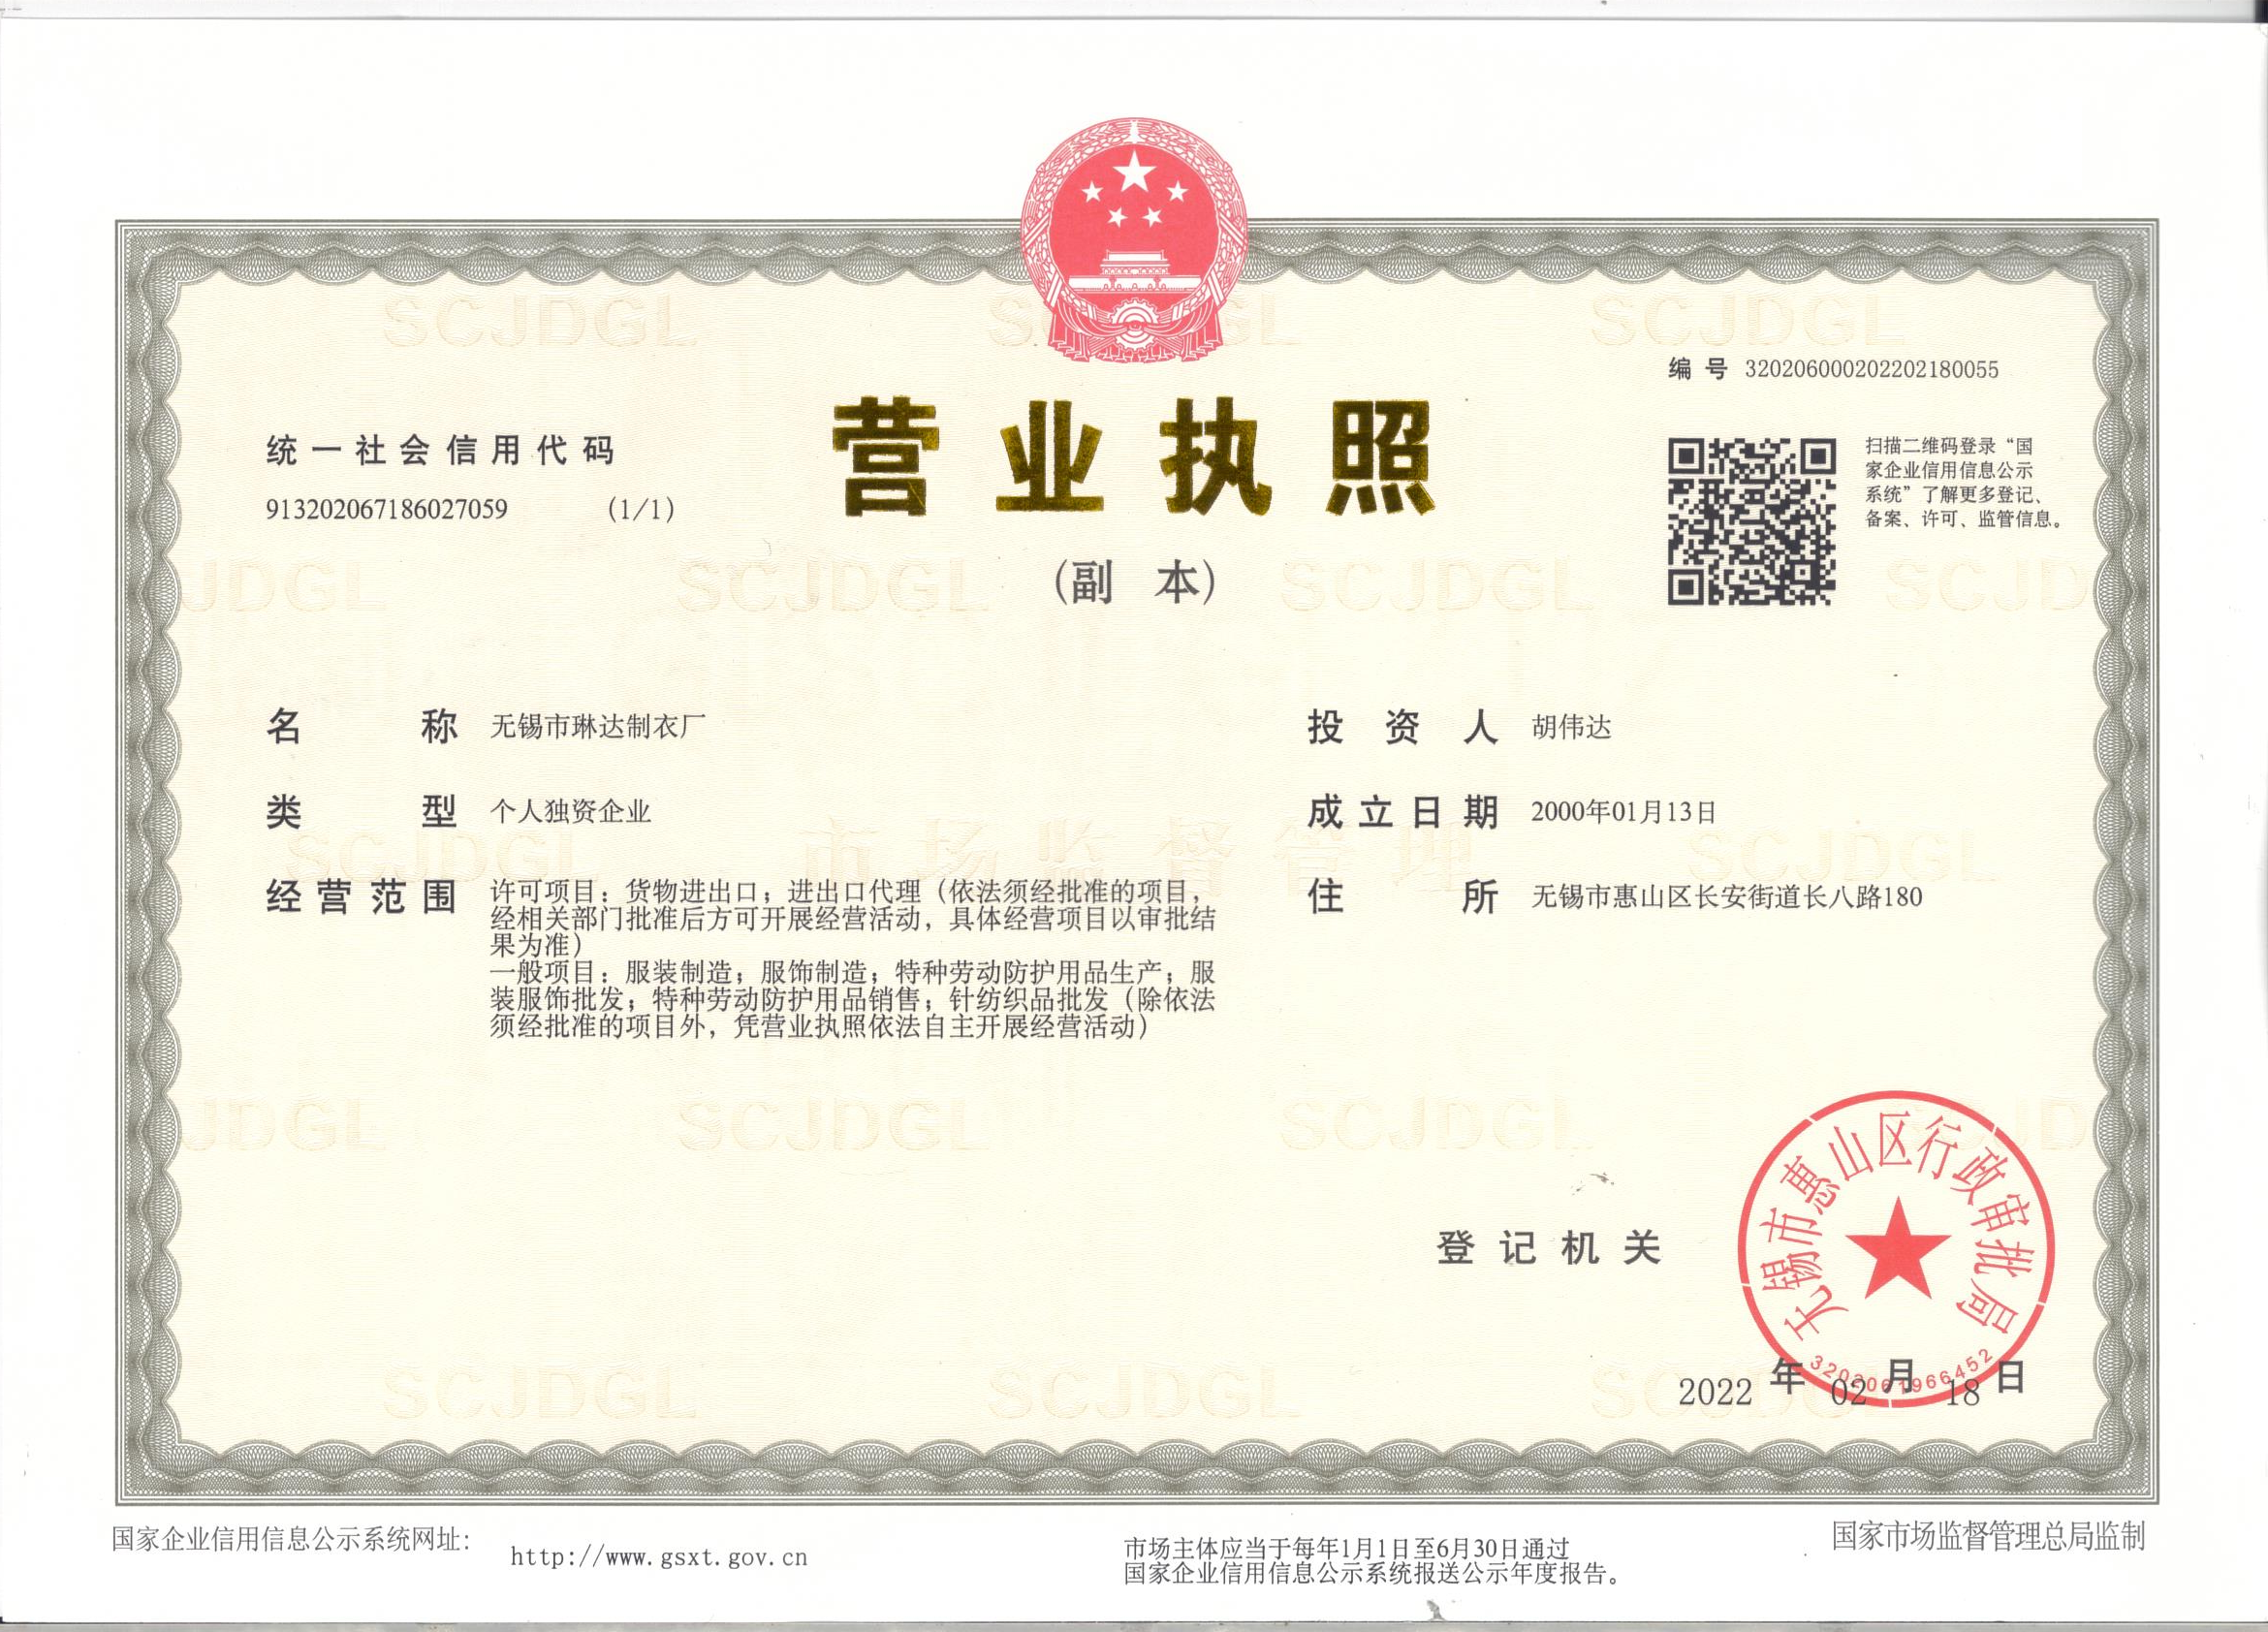 编 号 320206000202202180055
统一社会信用代码
913202067186027059 (1/1)
营业执照
(副 本)
扫描二维码登录“国
家企业信用信息公示
系统”了解更多登记、
备案、许可、监管信息。
名 称 无锡市琳达制衣厂
类 型 个人独资企业
经营范围 许可项目：货物进出口；进出口代理（依法须经批准的项目，
经相关部门批准后方可开展经营活动，具体经营项目以审批结
果为准）
一般项目：服装制造；服饰制造；特种劳动防护用品生产；服
装服饰批发；特种劳动防护用品销售；针纺织品批发（除依法
须经批准的项目外，凭营业执照依法自主开展经营活动）
投 资 人 胡伟达
成立日期 2000年01月13日
住 所 无锡市惠山区长安街道长八路180
登记机关
无锡市惠山区行政审批局
3202061966452
2022 年 02 月 18 日
国家企业信用信息公示系统网址：
http://www.gsxt.gov.cn
市场主体应当于每年1月1日至6月30日通过
国家企业信用信息公示系统报送公示年度报告。
国家市场监督管理总局监制
SCJDGL
市场监督管理